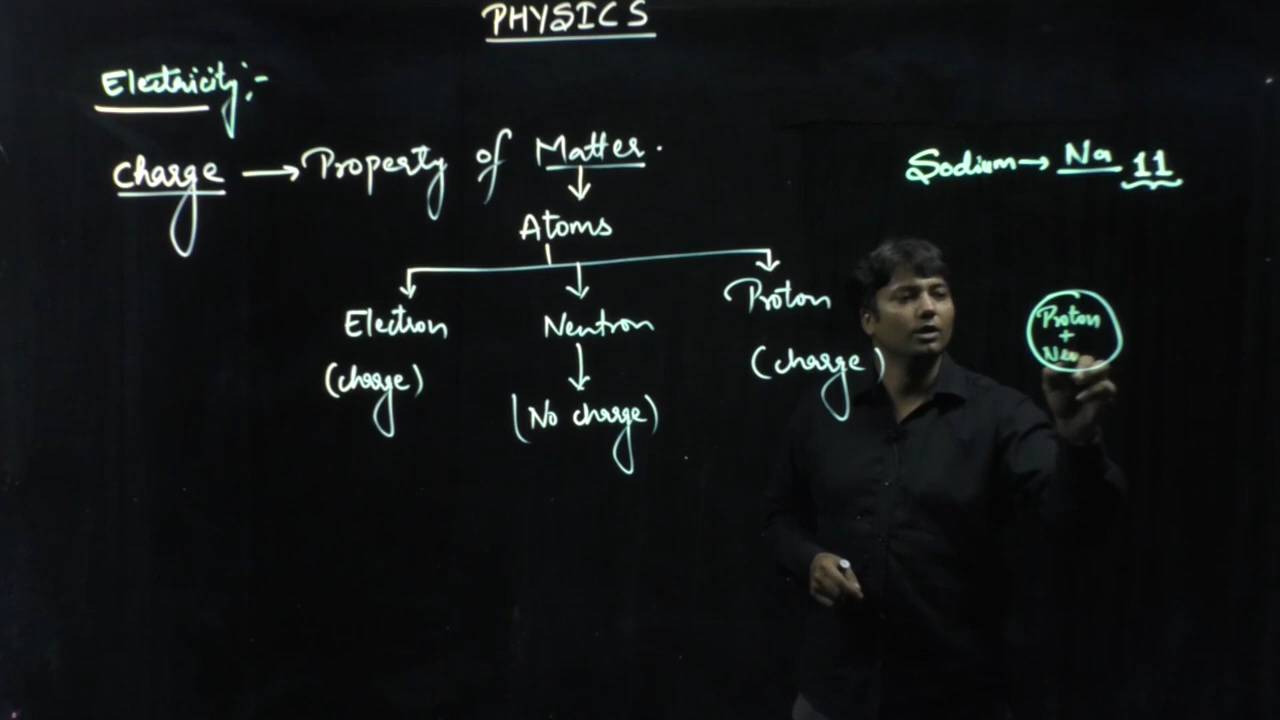 PHYSICS
Electricity:-
Charge → Property of Matter.
Sodium → Na 11
Atoms
Electron Neutron Proton
(charge) (No charge) (charge)
Proton
+